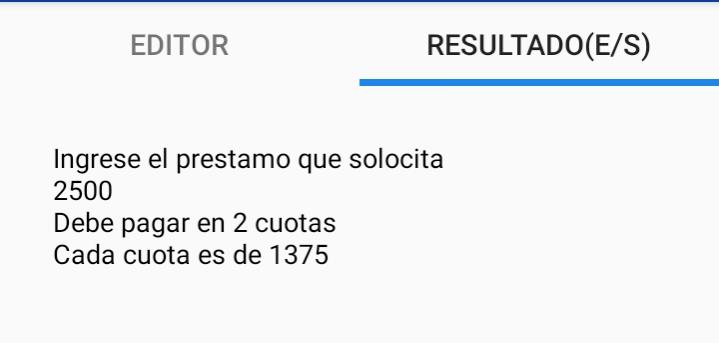 EDITOR RESULTADO(E/S)
Ingrese el prestamo que solocita
2500
Debe pagar en 2 cuotas
Cada cuota es de 1375